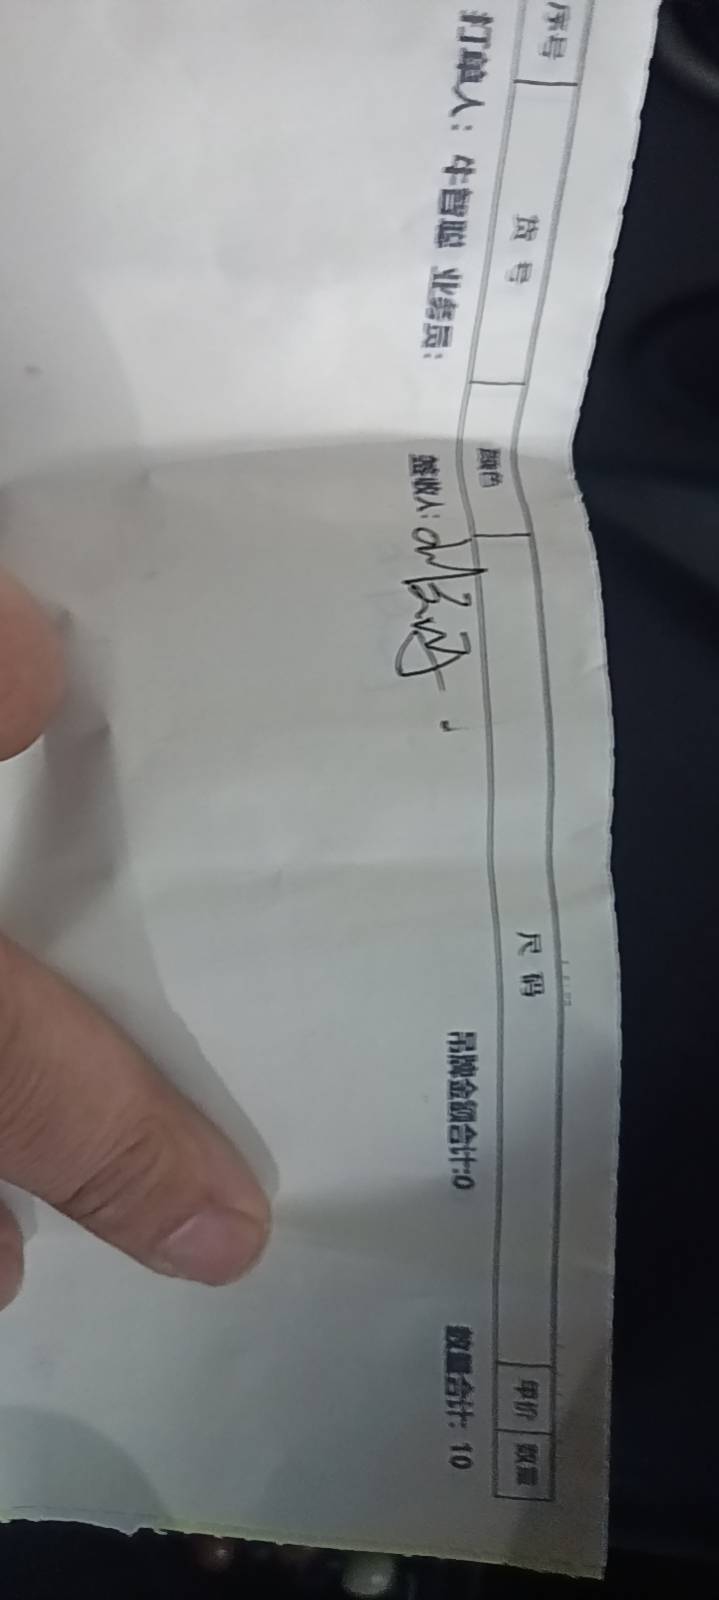 序号 货号 颜色 尺码 单价 数量
打单人：牛智聪 业务员： 签收人： 吊牌金额合计:0 数量合计：10